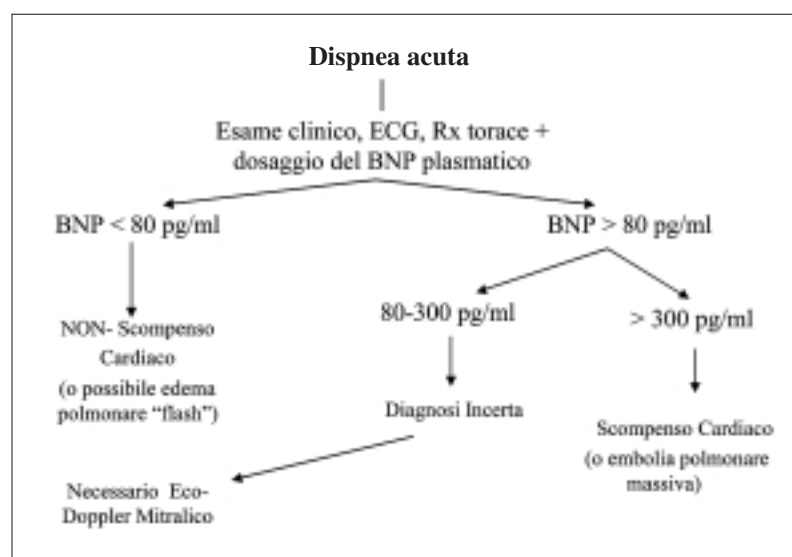 Dispnea acuta
Esame clinico, ECG, Rx torace +
dosaggio del BNP plasmatico
BNP < 80 pg/ml
BNP > 80 pg/ml
80-300 pg/ml
> 300 pg/ml
NON- Scompenso
Cardiaco
(o possibile edema
polmonare “flash”)
Diagnosi Incerta
Scompenso Cardiaco
(o embolia polmonare
massiva)
Necessario Eco-
Doppler Mitralico